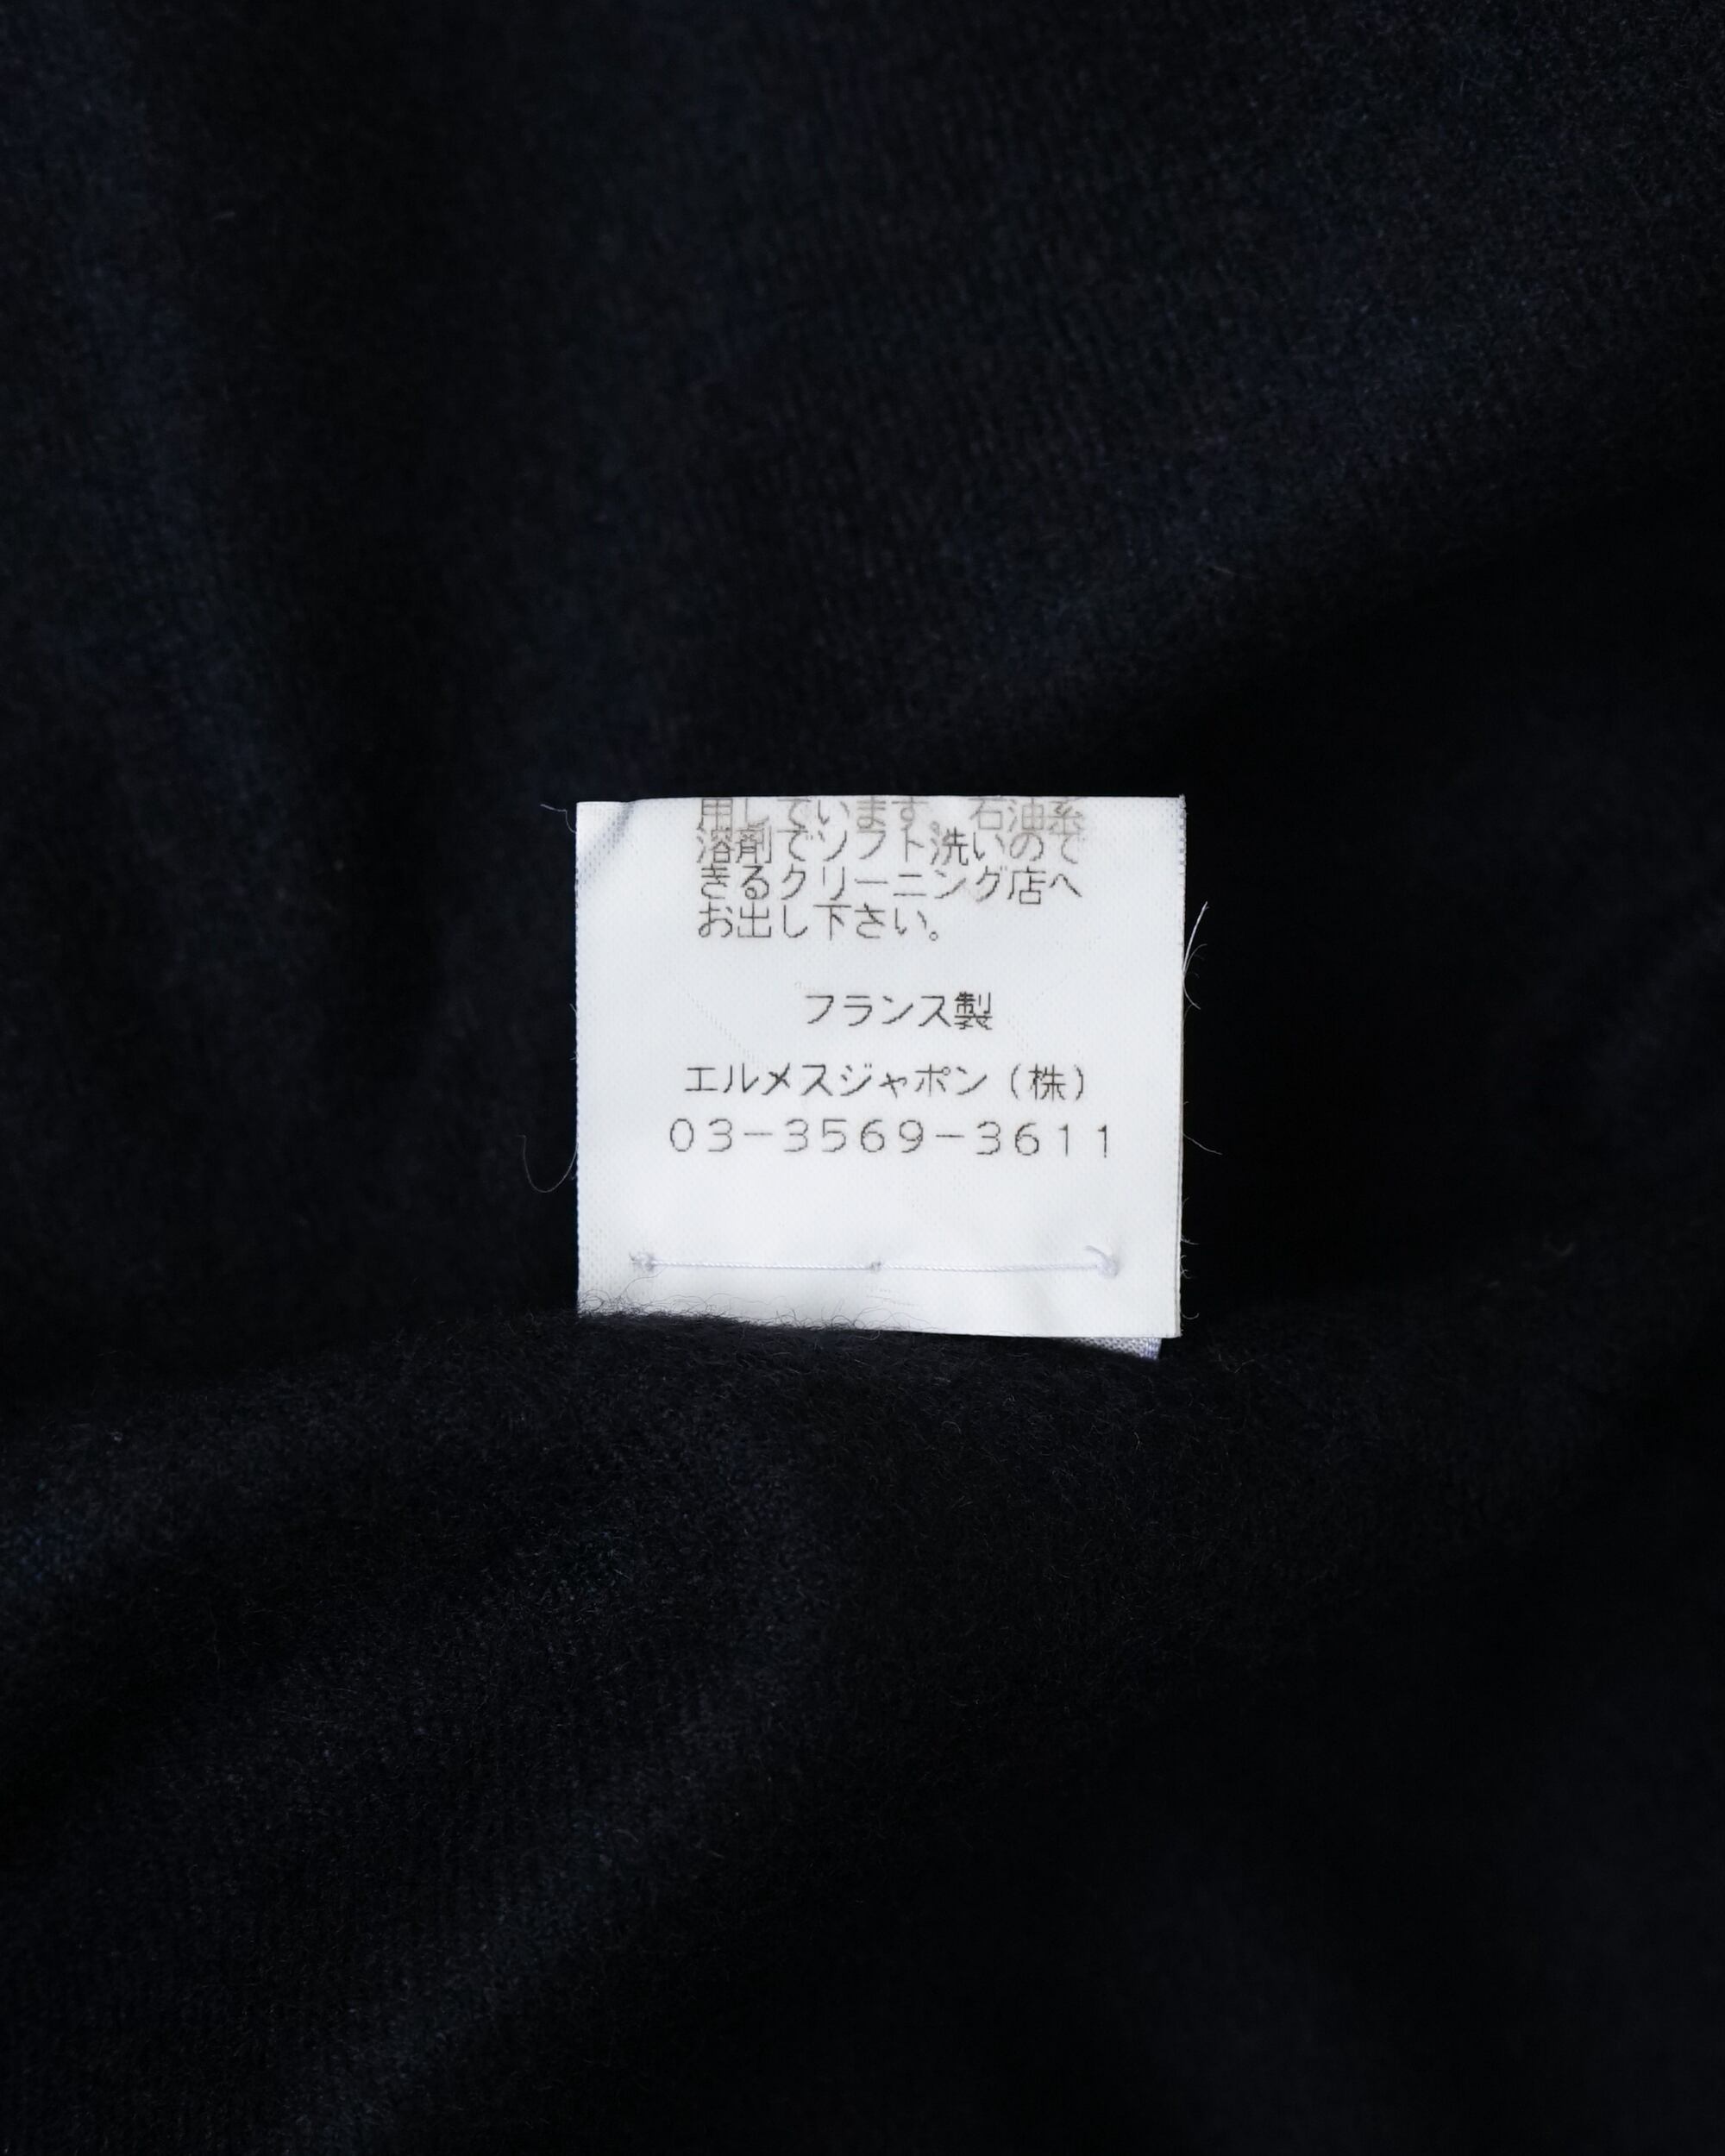 用しています。石油系
溶剤でソフト洗いので
きるクリーニング店へ
お出し下さい。
フランス製
エルメスジャポン(株)
03-3569-3611